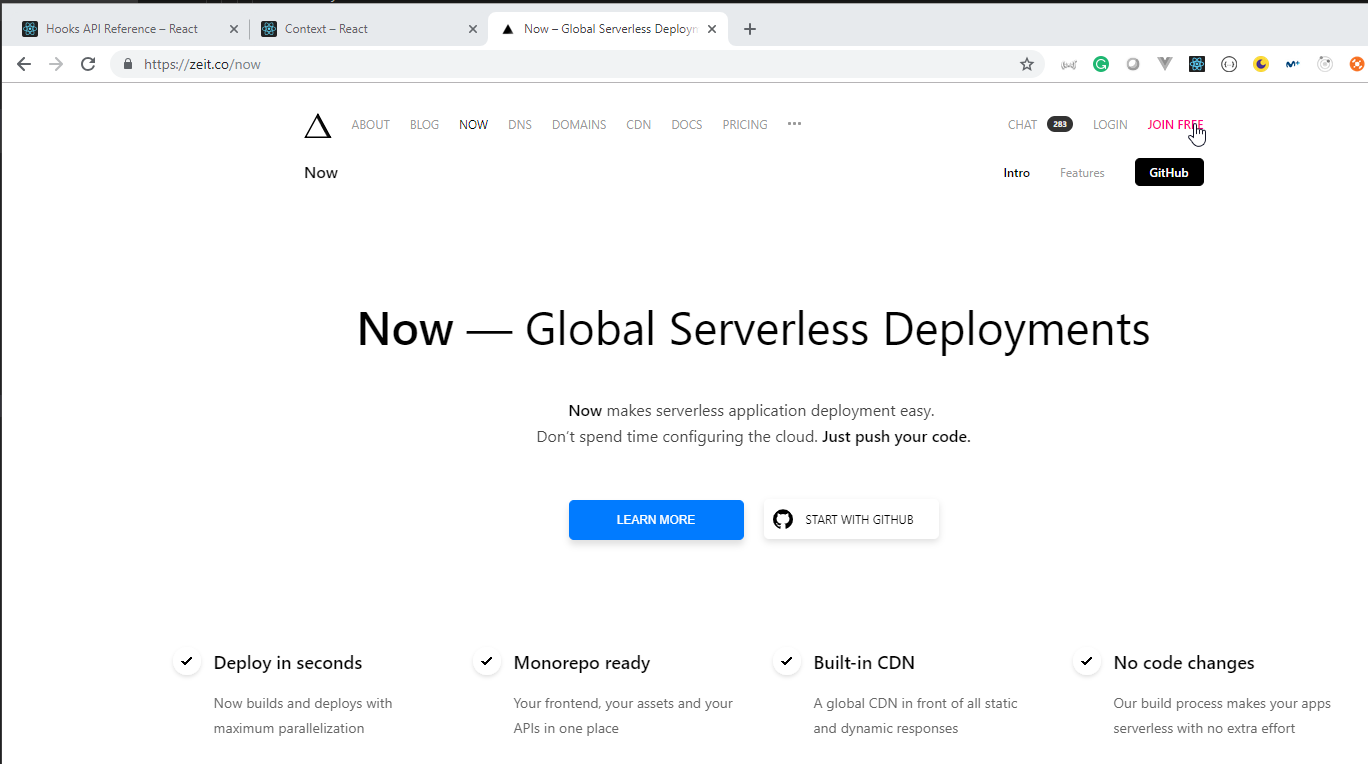 Hooks API Reference – React
Context – React
Now – Global Serverless Deploym
https://zeit.co/now
ABOUT BLOG NOW DNS DOMAINS CDN DOCS PRICING ••• CHAT 283 LOGIN JOIN FREE
Now Intro Features GitHub
Now — Global Serverless Deployments
Now makes serverless application deployment easy.
Don’t spend time configuring the cloud. Just push your code.
LEARN MORE START WITH GITHUB
Deploy in seconds
Now builds and deploys with
maximum parallelization
Monorepo ready
Your frontend, your assets and your
APIs in one place
Built-in CDN
A global CDN in front of all static
and dynamic responses
No code changes
Our build process makes your apps
serverless with no extra effort